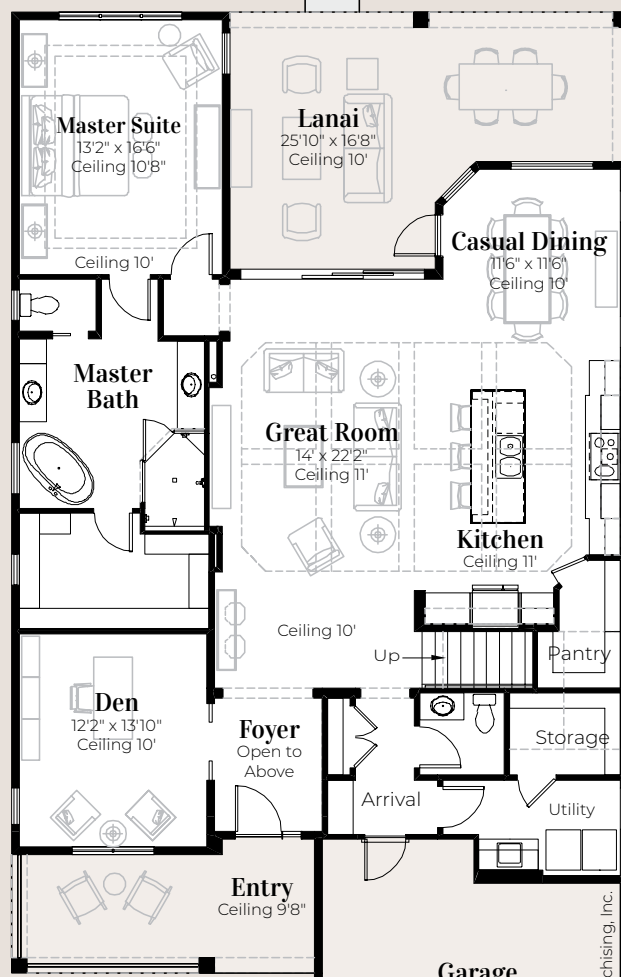 Master Suite
13'2" x 16'6"
Ceiling 10'8"
Ceiling 10'
Lanai
25'10" x 16'8"
Ceiling 10'
Casual Dining
11'6" x 11'6"
Ceiling 10'
Master
Bath
Great Room
14' x 22'2"
Ceiling 11'
Kitchen
Ceiling 11'
Ceiling 10'
Up
Pantry
Den
12'2" x 13'10"
Ceiling 10'
Foyer
Open to
Above
Storage
Arrival
Utility
Entry
Ceiling 9'8"
Garage
chising, Inc.